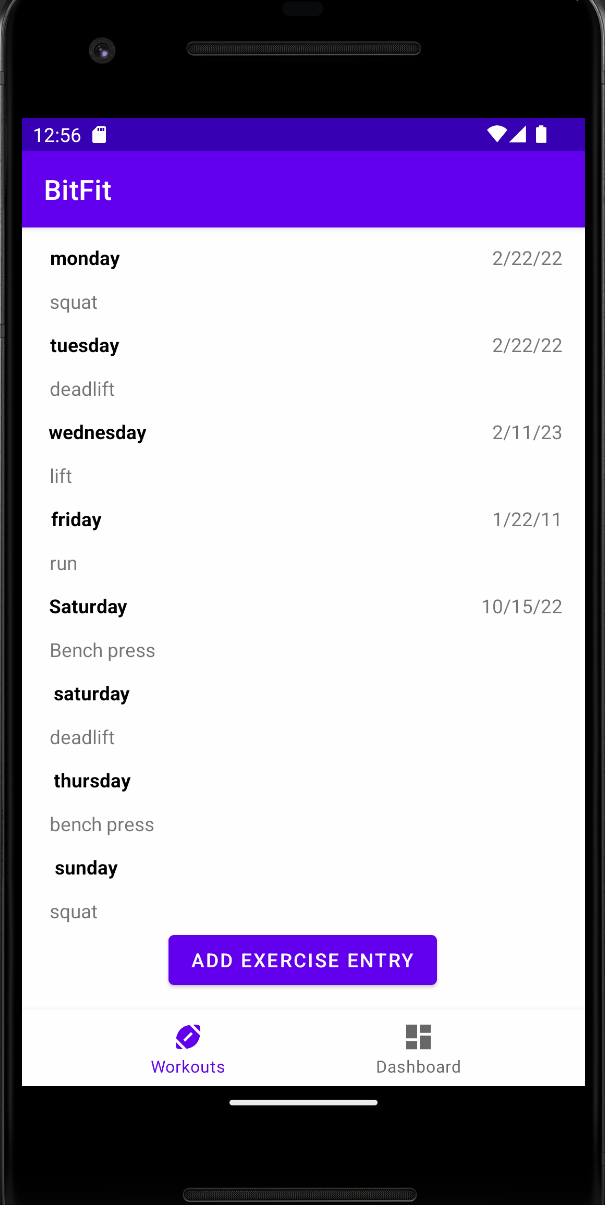 12:56
BitFit
monday 2/22/22
squat
tuesday 2/22/22
deadlift
wednesday 2/11/23
lift
friday 1/22/11
run
Saturday 10/15/22
Bench press
saturday
deadlift
thursday
bench press
sunday
squat
ADD EXERCISE ENTRY
Workouts Dashboard